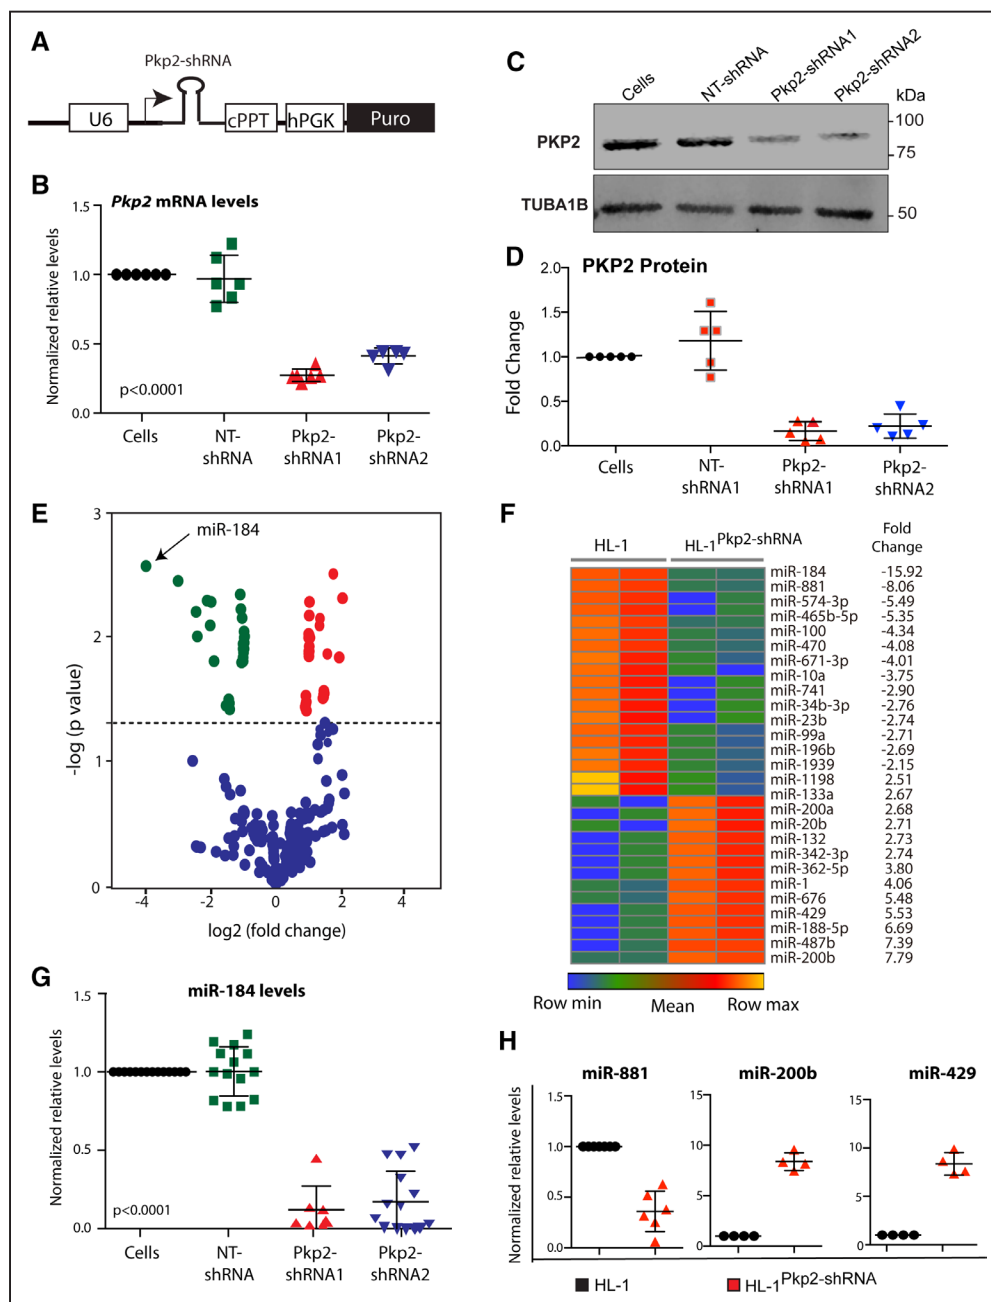 A
Pkp2-shRNA
U6
cPPT
hPGK
Puro
B
Pkp2 mRNA levels
Normalized relative levels
1.5
1.0
0.5
0.0
p<0.0001
Cells
NT-
shRNA
Pkp2-
shRNA1
Pkp2-
shRNA2
C
Cells
NT-shRNA
Pkp2-shRNA1
Pkp2-shRNA2
kDa
PKP2
100
75
TUBA1B
50
D
PKP2 Protein
Fold Change
2.0
1.5
1.0
0.5
0.0
Cells
NT-
shRNA1
Pkp2-
shRNA1
Pkp2-
shRNA2
E
miR-184
-log (p value)
3
2
1
0
-4
-2
0
2
4
log2 (fold change)
F
HL-1
HL-1Pkp2-shRNA
Fold
Change
miR-184 -15.92
miR-881 -8.06
miR-574-3p -5.49
miR-465b-5p -5.35
miR-100 -4.34
miR-470 -4.08
miR-671-3p -4.01
miR-10a -3.75
miR-741 -2.90
miR-34b-3p -2.76
miR-23b -2.74
miR-99a -2.71
miR-196b -2.69
miR-1939 -2.15
miR-1198 2.51
miR-133a 2.67
miR-200a 2.68
miR-20b 2.71
miR-132 2.73
miR-342-3p 2.74
miR-362-5p 3.80
miR-1 4.06
miR-676 5.48
miR-429 5.53
miR-188-5p 6.69
miR-487b 7.39
miR-200b 7.79
Row min Mean Row max
G
miR-184 levels
Normalized relative levels
1.5
1.0
0.5
0.0
p<0.0001
Cells
NT-
shRNA
Pkp2-
shRNA1
Pkp2-
shRNA2
H
Normalized relative levels
miR-881
1.5
1.0
0.5
0.0
miR-200b
15
10
5
0
miR-429
15
10
5
0
HL-1
HL-1Pkp2-shRNA